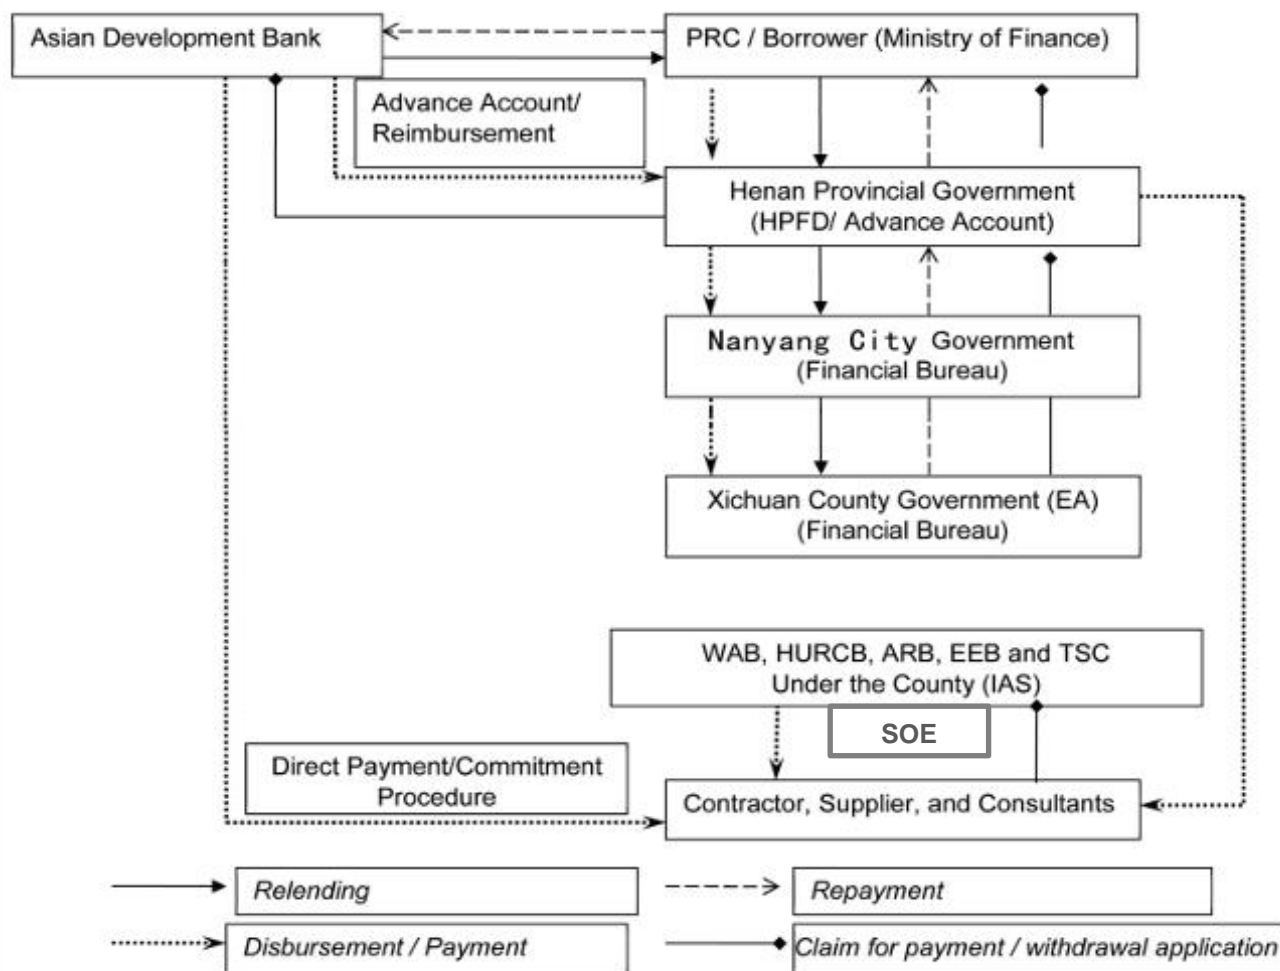 Asian Development Bank
PRC / Borrower (Ministry of Finance)
Advance Account/
Reimbursement
Henan Provincial Government
(HPFD/ Advance Account)
Nanyang City Government
(Financial Bureau)
Xichuan County Government (EA)
(Financial Bureau)
WAB, HURCB, ARB, EEB and TSC
Under the County (IAS)
SOE
Direct Payment/Commitment
Procedure
Contractor, Supplier, and Consultants
Relending
Repayment
Disbursement / Payment
Claim for payment / withdrawal application